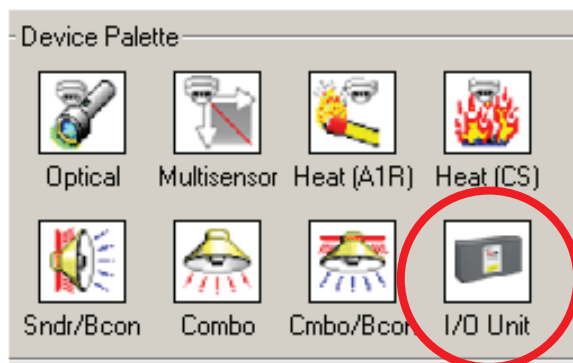 Device Palette
Optical Multisensor Heat (A1R) Heat (CS)
Sndr/Bcon Combo Cmbo/Bcon I/O Unit